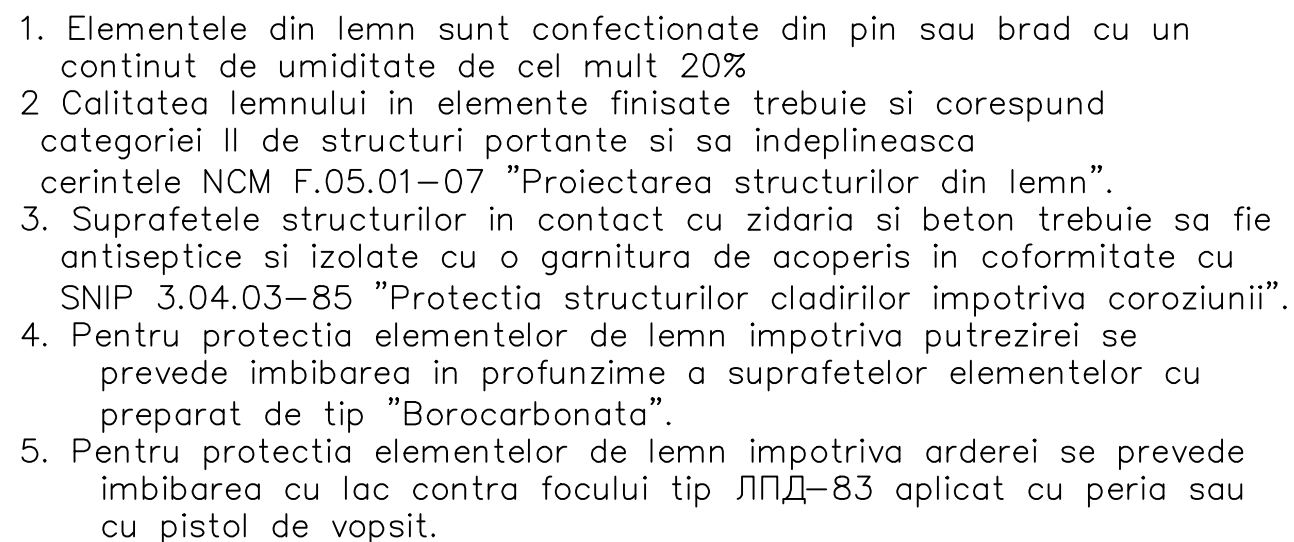 1. Elementele din lemn sunt confectionate din pin sau brad cu un
continut de umiditate de cel mult 20%
2 Calitatea lemnului in elemente finisate trebuie si corespund
categoriei II de structuri portante si sa indeplineasca
cerintele NCM F.05.01-07 "Proiectarea structurilor din lemn".
3. Suprafetele structurilor in contact cu zidaria si beton trebuie sa fie
antiseptice si izolate cu o garnitura de acoperis in coformitate cu
SNIP 3.04.03-85 "Protectia structurilor cladirilor impotriva coroziunii".
4. Pentru protectia elementelor de lemn impotriva putrezirei se
prevede imbibarea in profunzime a suprafetelor elementelor cu
preparat de tip "Borocarbonata".
5. Pentru protectia elementelor de lemn impotriva arderei se prevede
imbibarea cu lac contra focului tip ЛПД-83 aplicat cu peria sau
cu pistol de vopsit.